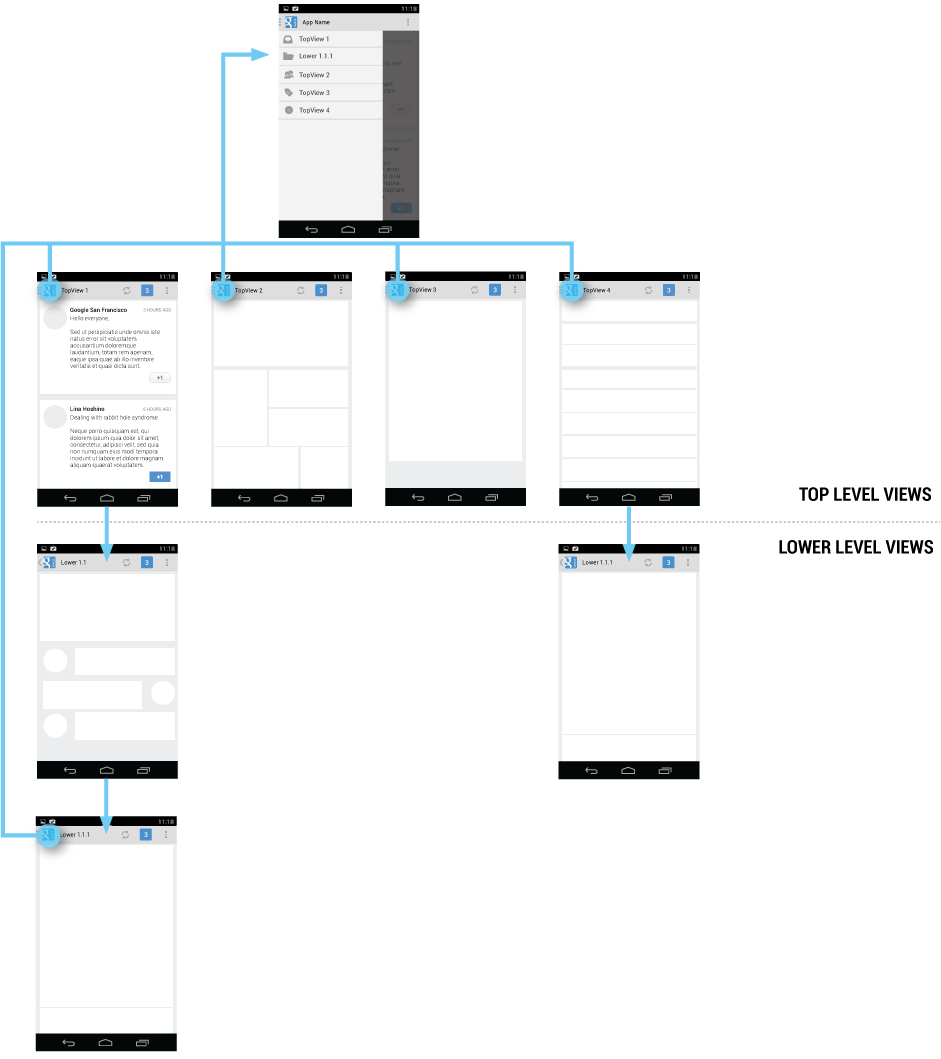 11:18
App Name
TopView 1
Lower 1.1.1
TopView 2
TopView 3
TopView 4
11:18
TopView 1
3
Google San Francisco
3 HOURS AGO
Hello everyone,
Sed ut perspiciatis unde omnis iste
natus error sit voluptatem
accusantium doloremque
laudantium, totam rem aperiam,
eaque ipsa quae ab illo inventore
veritatis et quasi dicta sunt.
+1
Lina Hoshino
6 HOURS AGO
Dealing with rabbit hole syndrome.
Neque porro quisquam est, qui
dolorem ipsum quia dolor sit amet,
consectetur, adipisci velit, sed quia
non numquam eius modi tempora
incidunt ut labore et dolore magnam
aliquam quaerat voluptatem.
+1
11:18
TopView 2
3
11:18
TopView 3
3
11:18
TopView 4
3
TOP LEVEL VIEWS
LOWER LEVEL VIEWS
11:18
Lower 1.1
3
11:18
Lower 1.1.1
3
11:18
Lower 1.1.1
3